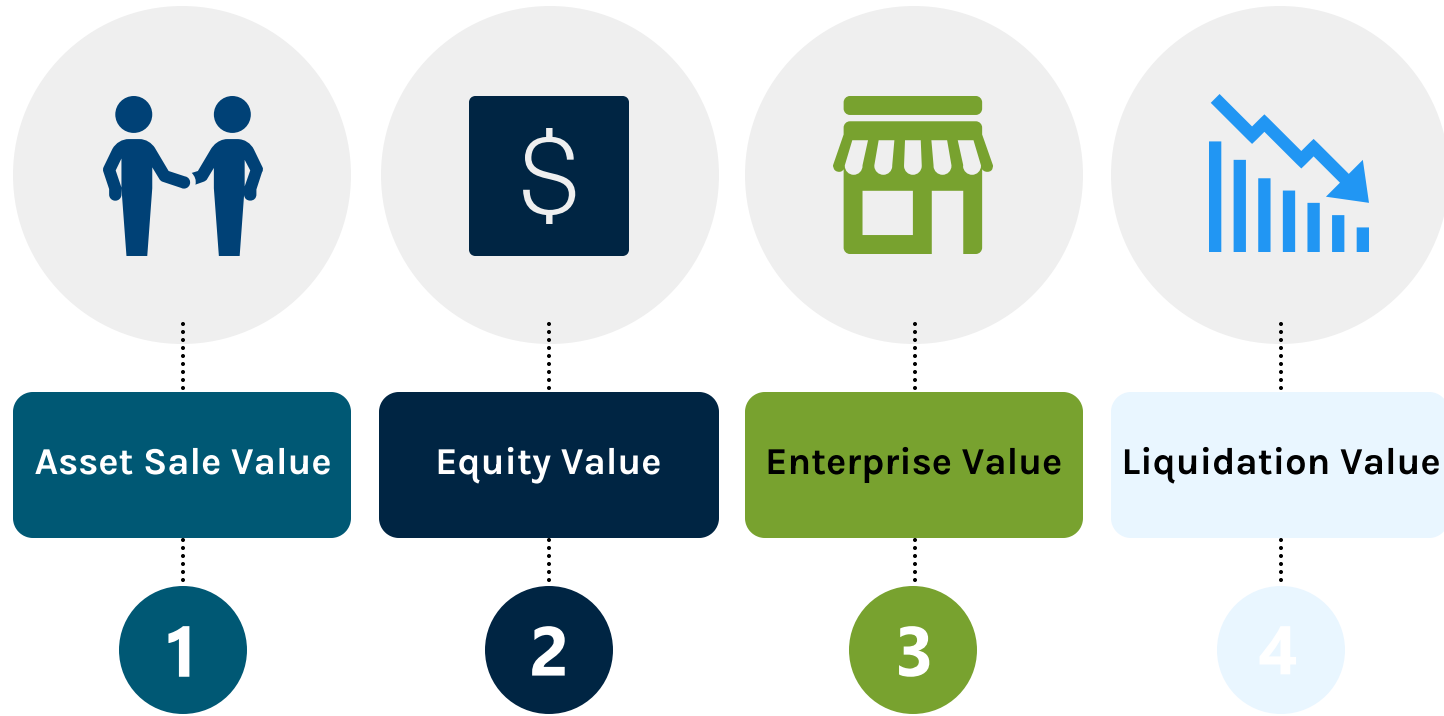 $
Asset Sale Value
Equity Value
Enterprise Value
Liquidation Value
1
2
3
4